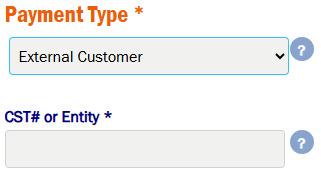 Payment Type *
External Customer
?
CST# or Entity *
?